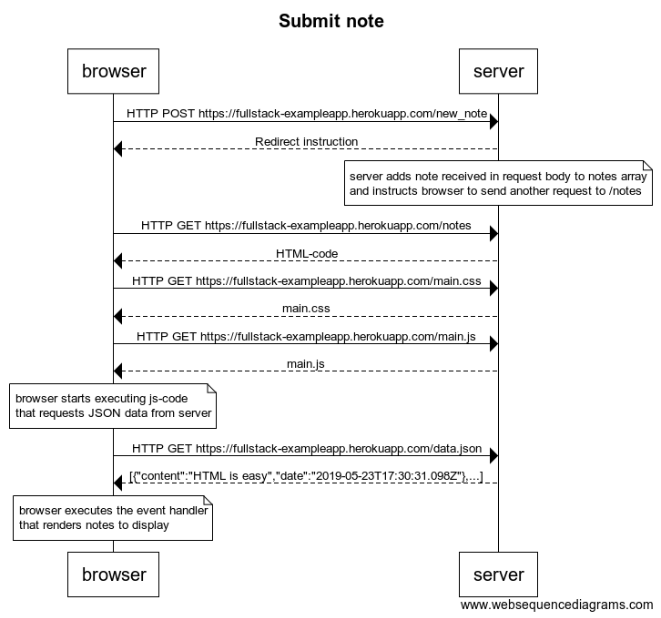 Submit note
browser
server
HTTP POST https://fullstack-exampleapp.herokuapp.com/new_note
Redirect instruction
server adds note received in request body to notes array
and instructs browser to send another request to /notes
HTTP GET https://fullstack-exampleapp.herokuapp.com/notes
HTML-code
HTTP GET https://fullstack-exampleapp.herokuapp.com/main.css
main.css
HTTP GET https://fullstack-exampleapp.herokuapp.com/main.js
main.js
browser starts executing js-code
that requests JSON data from server
HTTP GET https://fullstack-exampleapp.herokuapp.com/data.json
[{"content":"HTML is easy","date":"2019-05-23T17:30:31.098Z"},...]
browser executes the event handler
that renders notes to display
browser
server
www.websequencediagrams.com